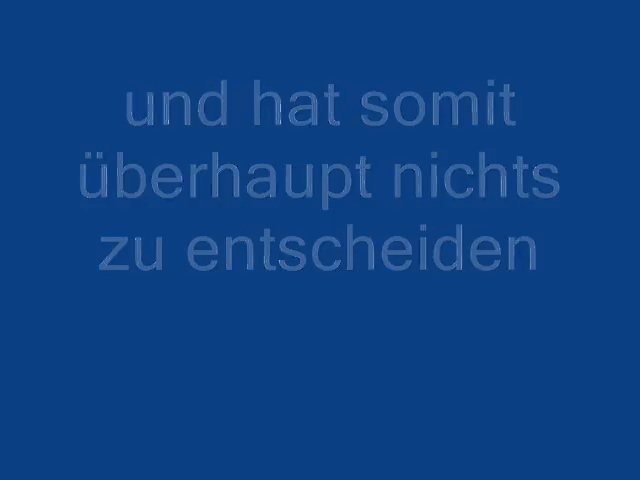 und hat somit
überhaupt nichts
zu entscheiden